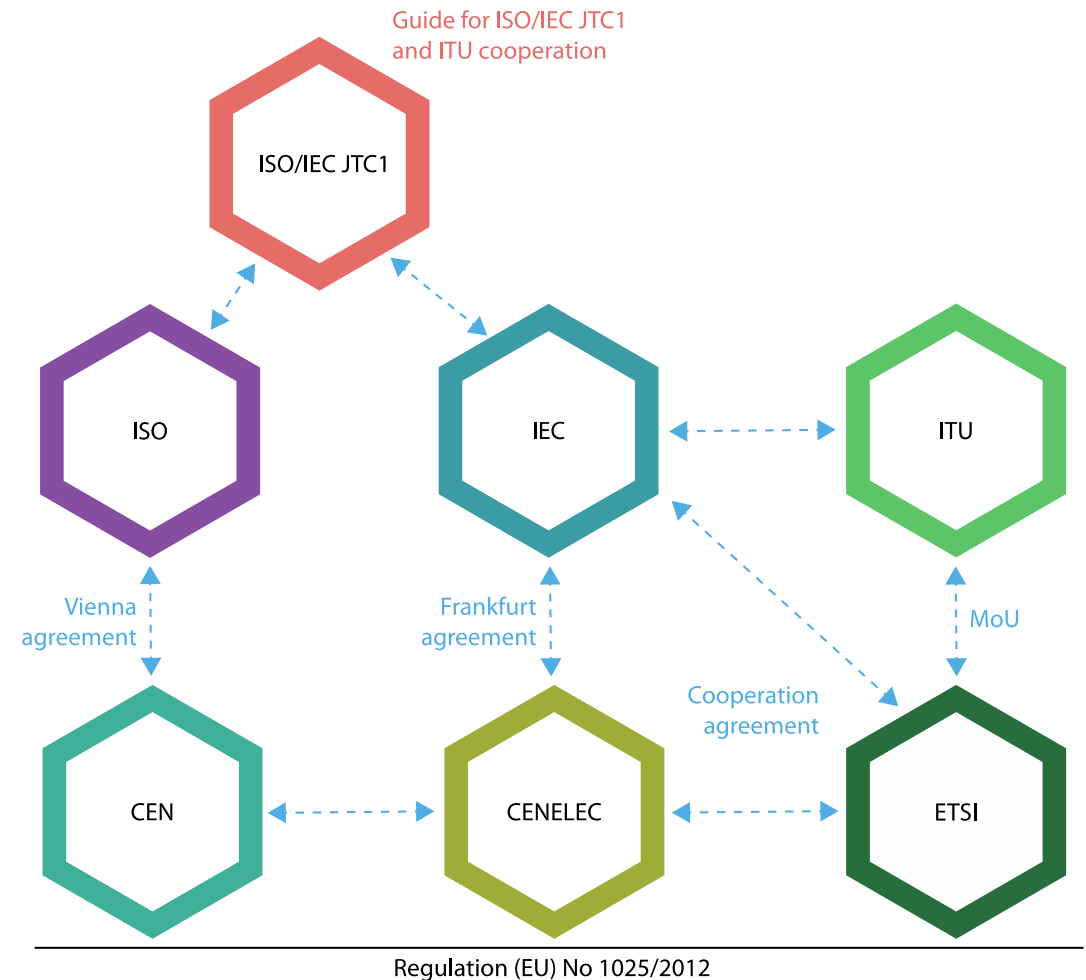 Guide for ISO/IEC JTC1
and ITU cooperation
ISO/IEC JTC1
ISO
IEC
ITU
Vienna
agreement
Frankfurt
agreement
MoU
Cooperation
agreement
CEN
CENELEC
ETSI
Regulation (EU) No 1025/2012